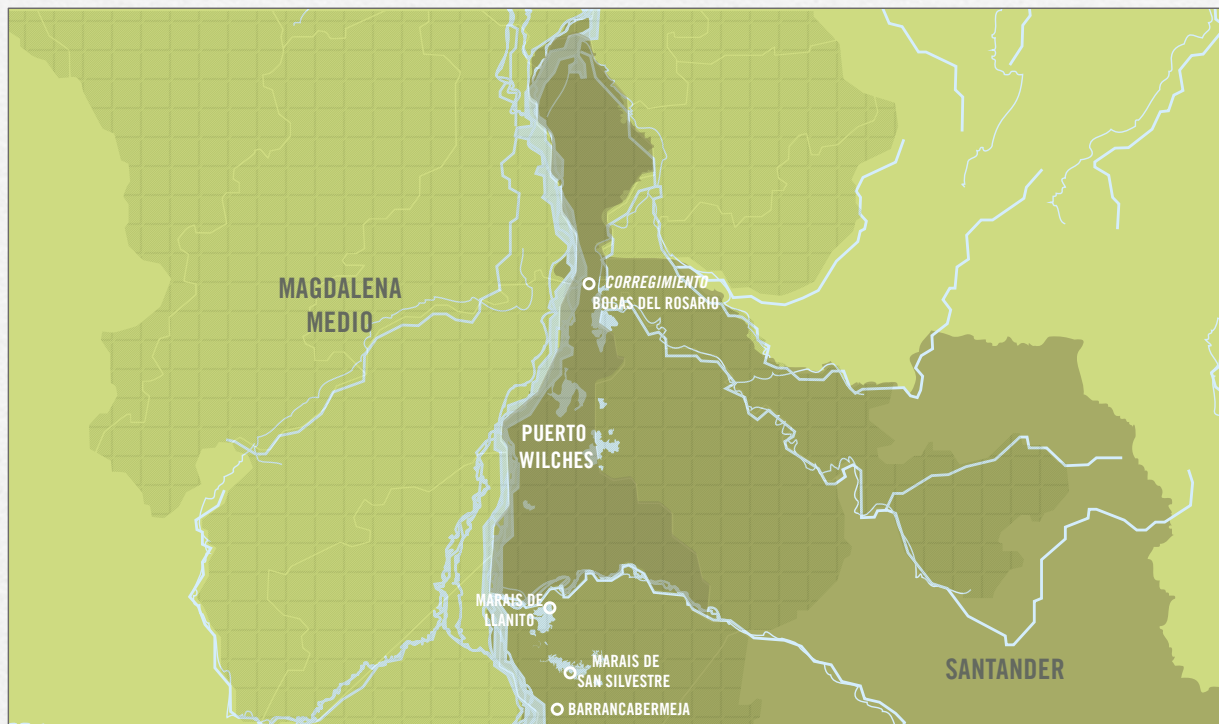 MAGDALENA
MEDIO
CORREGIMIENTO
BOCAS DEL ROSARIO
PUERTO
WILCHES
MARAIS DE
LLANITO
MARAIS DE
SAN SILVESTRE
SANTANDER
BARRANCABERMEJA